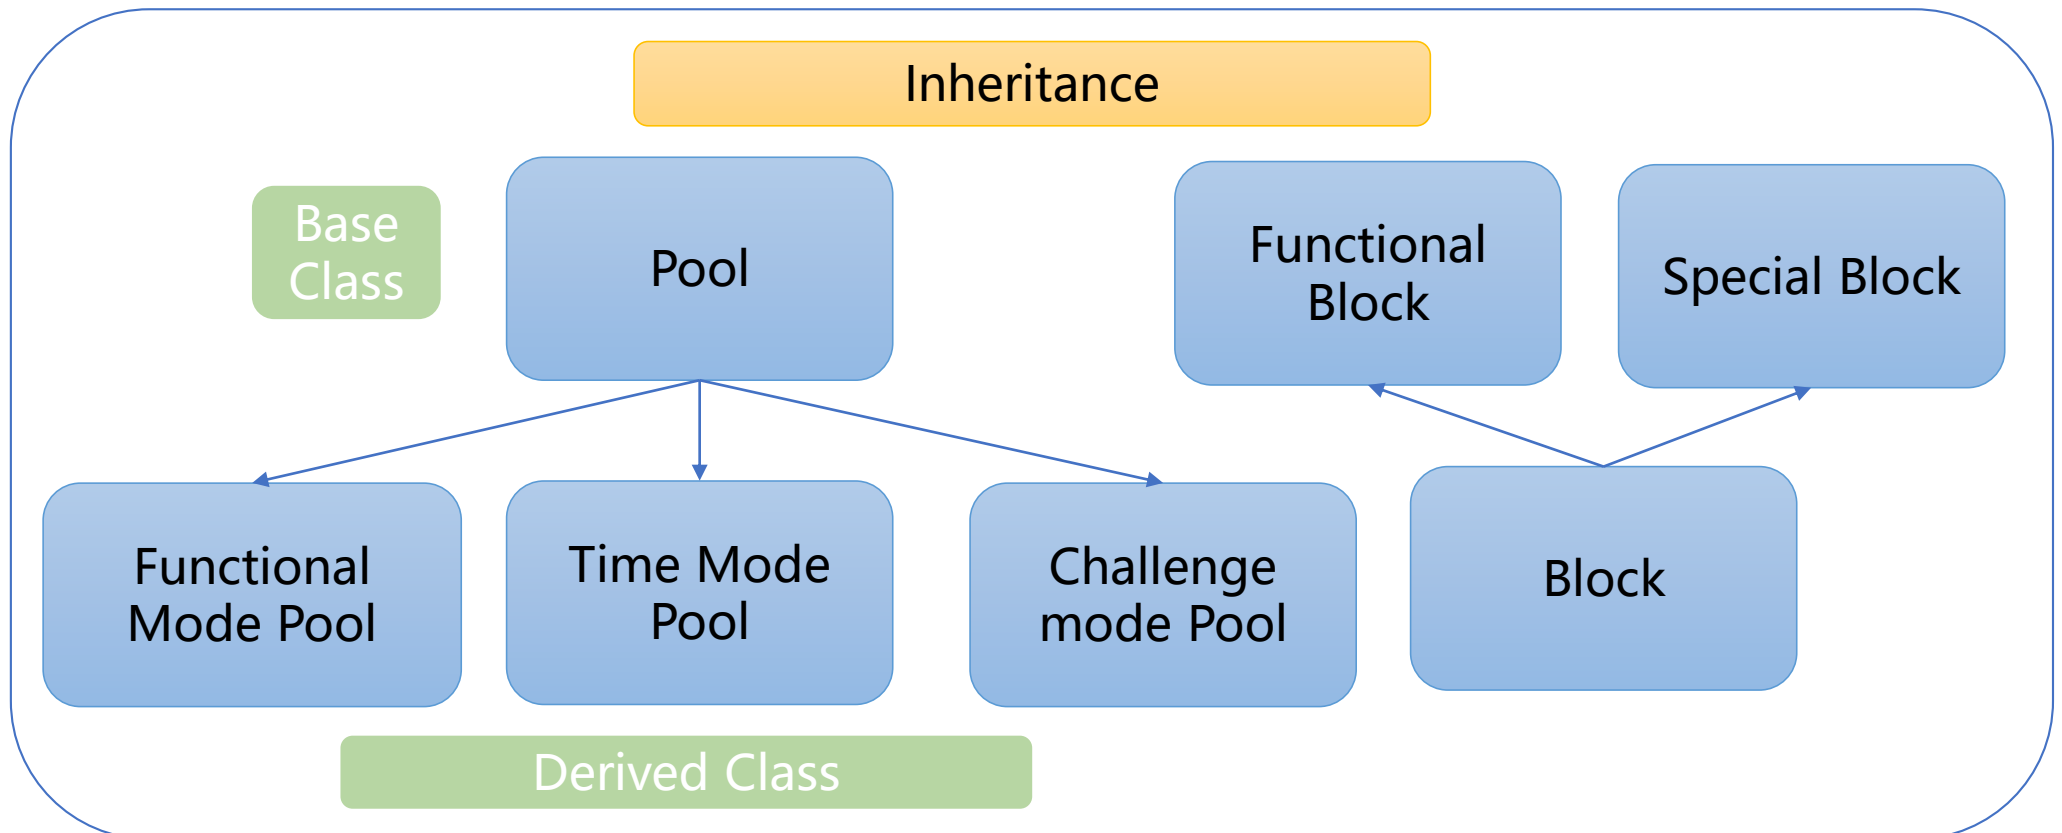 Inheritance
Base
Class
Pool
Functional
Block
Special Block
Functional
Mode Pool
Time Mode
Pool
Challenge
mode Pool
Block
Derived Class